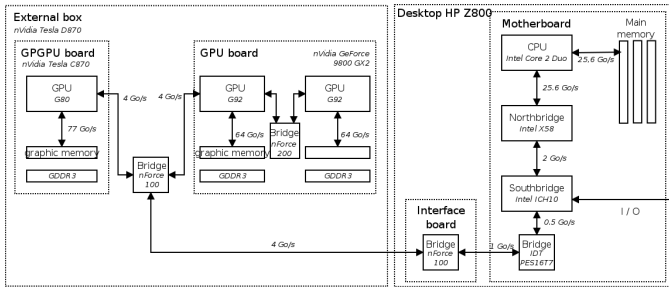 External box
nVidia Tesla D870
GPGPU board
nVidia Tesla C870
GPU
G80
77 Go/s
graphic memory
GDDR3
4 Go/s
4 Go/s
Bridge
nForce
100
GPU board
nVidia GeForce
9800 GX2
GPU
G92
64 Go/s
graphic memory
GDDR3
Bridge
nForce
200
GPU
G92
64 Go/s
GDDR3
4 Go/s
Desktop HP Z800
Interface
board
Bridge
nForce
100
1 Go/s
Motherboard
CPU
Intel Core 2 Duo
25.6 Go/s
Main
memory
25.6 Go/s
Northbridge
Intel X58
2 Go/s
Southbridge
Intel ICH10
I / O
0.5 Go/s
Bridge
IDT
PES16T7